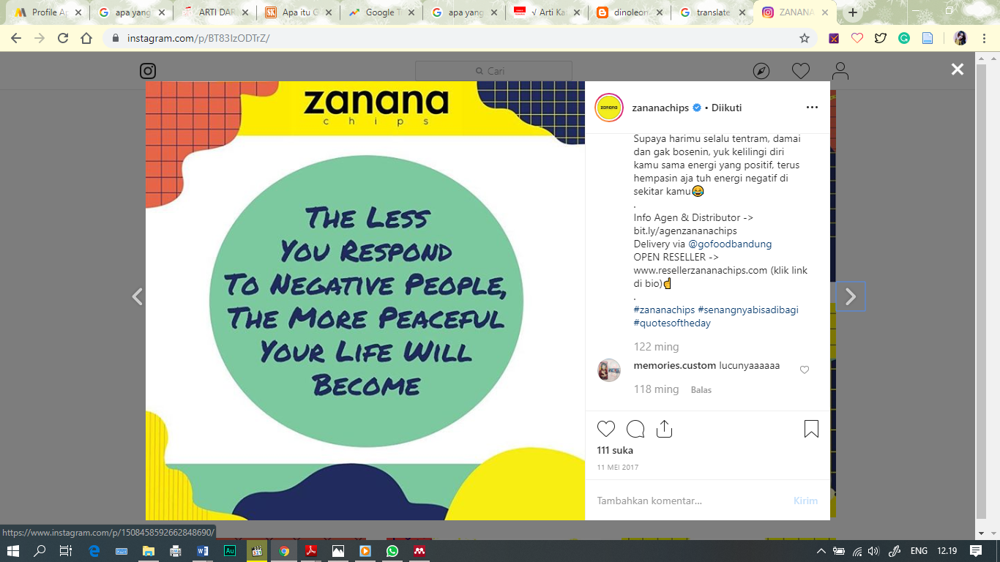 Profile Ap
apa yang
ARTI DAR
Apa itu G
Google T
apa yang
√ Arti Ka
dinoleon
translate
ZANANA
instagram.com/p/BT83IzODTrZ/
Cari
zanana
chips
The Less
You Respond
To Negative People,
The More Peaceful
Your Life Will
Become
zananachips • Diikuti
Supaya harimu selalu tentram, damai
dan gak bosenin, yuk kelilingi diri
kamu sama energi yang positif, terus
hempasin aja tuh energi negatif di
sekitar kamu😂
.
Info Agen & Distributor ->
bit.ly/agenzananachips
Delivery via @gofoodbandung
OPEN RESELLER ->
www.resellerzananachips.com (klik link
di bio)☝
.
#zananachips #senangnyabisadibagi
#quotesoftheday
122 ming
memories.custom lucunyaaaaaa
118 ming Balas
111 suka
11 MEI 2017
Tambahkan komentar... Kirim
https://www.instagram.com/p/1508458592662848690/
ENG 12.19